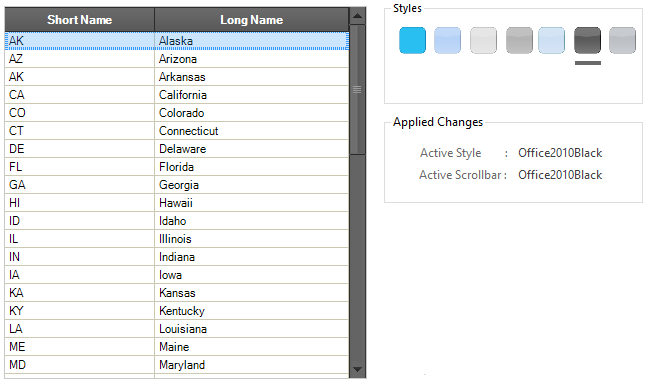 Short Name Long Name
AK Alaska
AZ Arizona
AK Arkansas
CA California
CO Colorado
CT Connecticut
DE Delaware
FL Florida
GA Georgia
HI Hawaii
ID Idaho
IL Illinois
IN Indiana
IA Iowa
KA Kansas
KY Kentucky
LA Louisiana
ME Maine
MD Maryland
Styles
Applied Changes
Active Style : Office2010Black
Active Scrollbar : Office2010Black